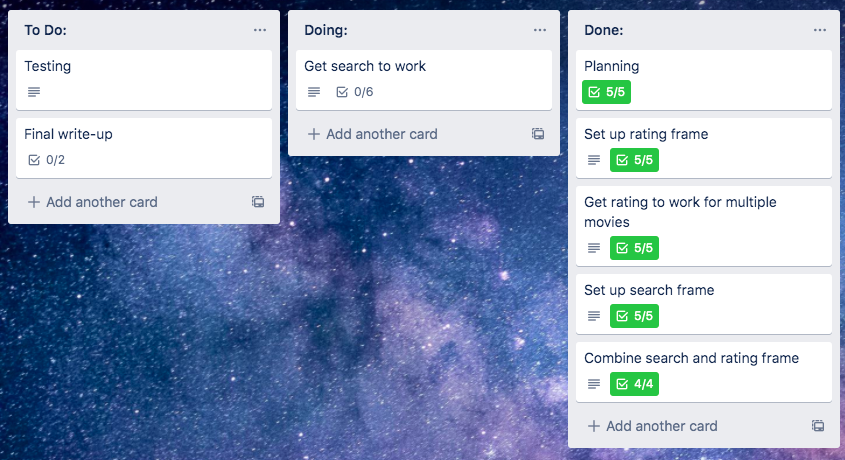 To Do:
Testing
Final write-up
0/2
Add another card
Doing:
Get search to work
0/6
Add another card
Done:
Planning
5/5
Set up rating frame
5/5
Get rating to work for multiple
movies
5/5
Set up search frame
5/5
Combine search and rating frame
4/4
Add another card